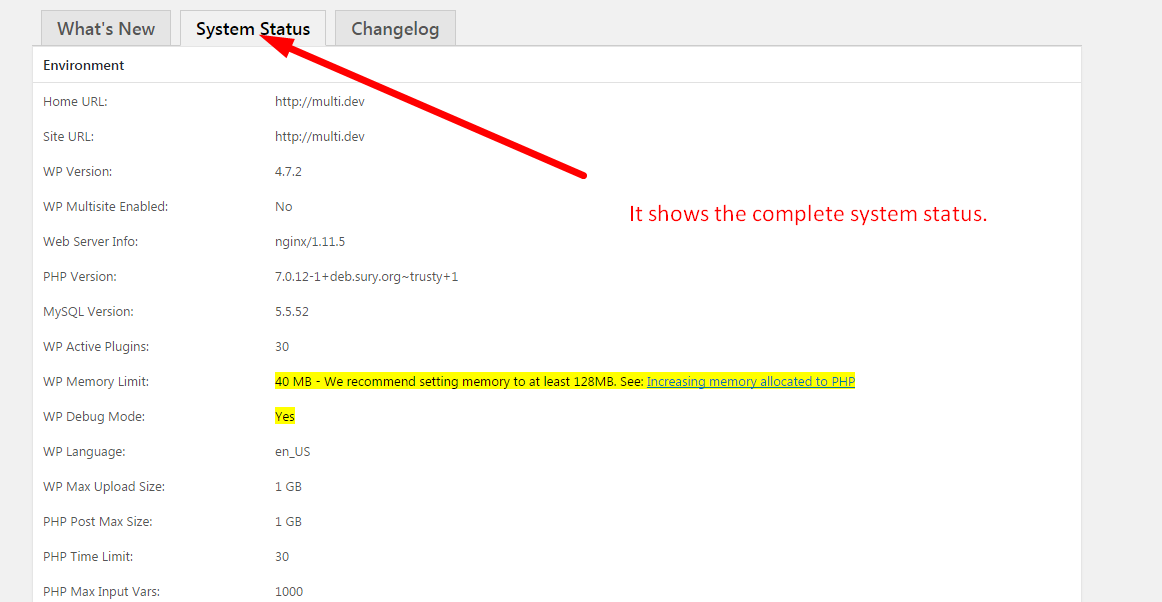 What's New System Status Changelog
Environment
Home URL: http://multi.dev
Site URL: http://multi.dev
WP Version: 4.7.2
WP Multisite Enabled: No
It shows the complete system status.
Web Server Info: nginx/1.11.5
PHP Version: 7.0.12-1+deb.sury.org~trusty+1
MySQL Version: 5.5.52
WP Active Plugins: 30
WP Memory Limit: 40 MB - We recommend setting memory to at least 128MB. See: Increasing memory allocated to PHP
WP Debug Mode: Yes
WP Language: en_US
WP Max Upload Size: 1 GB
PHP Post Max Size: 1 GB
PHP Time Limit: 30
PHP Max Input Vars: 1000